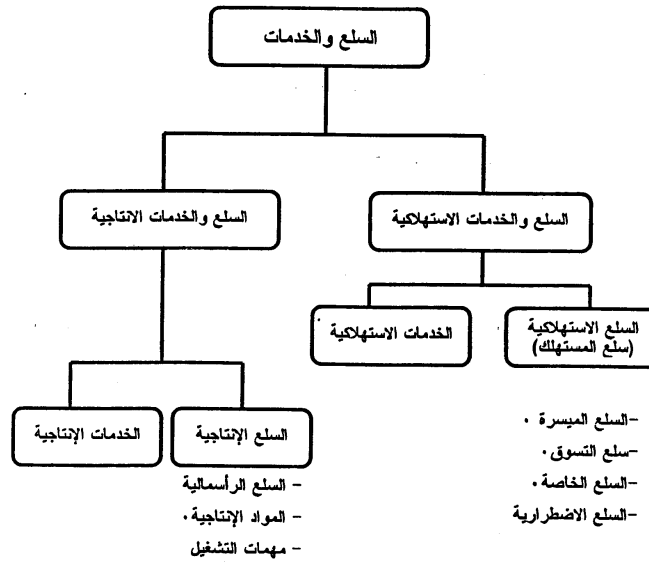 السلع والخدمات
السلع والخدمات الاستهلاكية
السلع والخدمات الانتاجية
السلع الاستهلاكية
(سلع المستهلك)
الخدمات الاستهلاكية
-السلع الميسرة .
-سلع التسوق.
-السلع الخاصة.
-السلع الاضطرارية
السلع الإنتاجية
الخدمات الإنتاجية
- السلع الرأسمالية
- المواد الإنتاجية.
- مهمات التشغيل